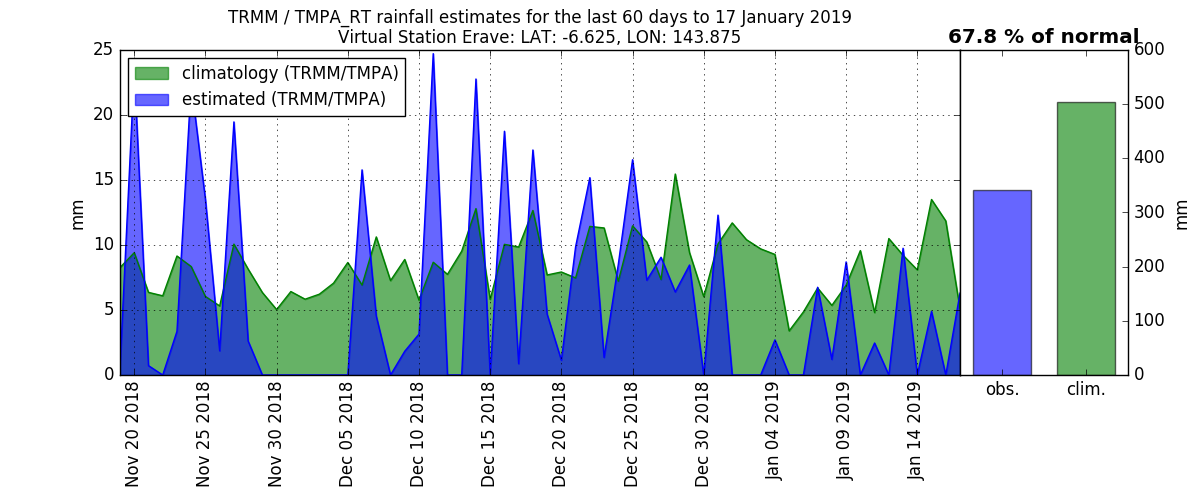 TRMM / TMPA_RT rainfall estimates for the last 60 days to 17 January 2019
Virtual Station Erave: LAT: -6.625, LON: 143.875
67.8 % of normal
climatology (TRMM/TMPA)
estimated (TRMM/TMPA)
mm
25
20
15
10
5
0
Nov 20 2018
Nov 25 2018
Nov 30 2018
Dec 05 2018
Dec 10 2018
Dec 15 2018
Dec 20 2018
Dec 25 2018
Dec 30 2018
Jan 04 2019
Jan 09 2019
Jan 14 2019
obs.
clim.
600
500
400
300
200
100
0
mm